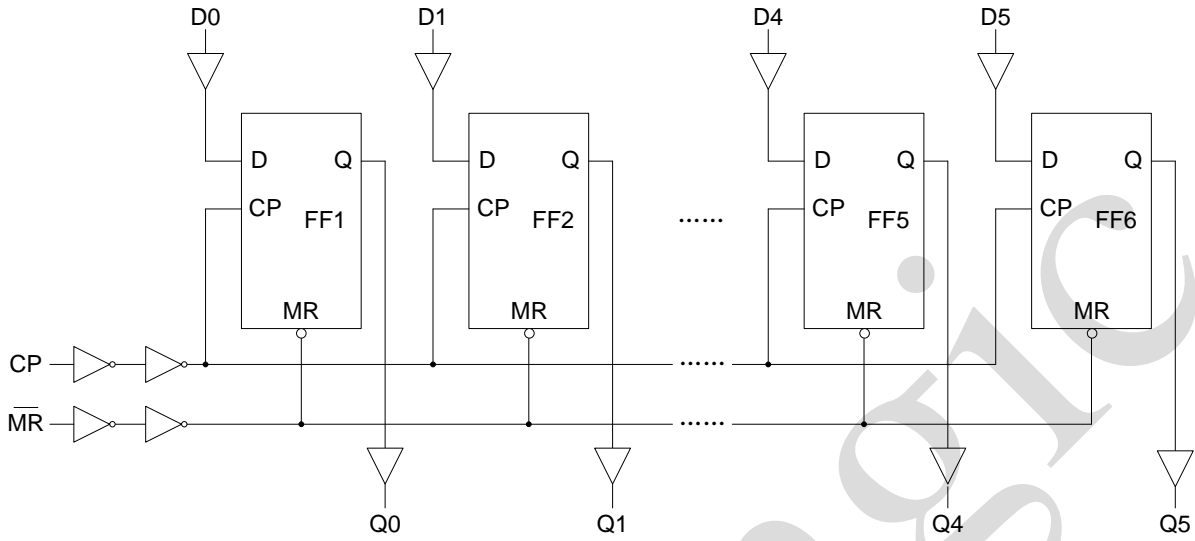 D0 D1 D4 D5
D Q D Q D Q D Q
CP FF1 CP FF2 ...... CP FF5 CP FF6
MR MR MR MR
CP ......
M̅R̅ ......
Q0 Q1 Q4 Q5